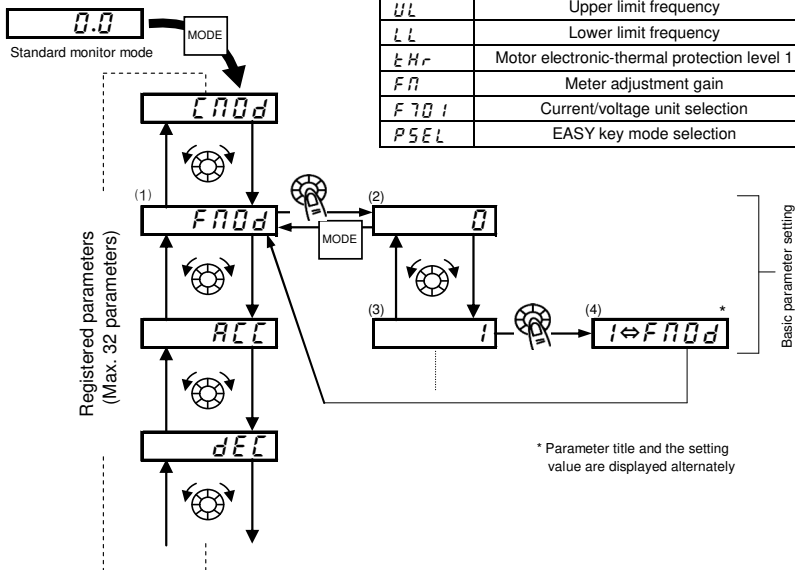 0.0
MODE
Standard monitor mode
UL Upper limit frequency
LL Lower limit frequency
tHr Motor electronic-thermal protection level 1
FM Meter adjustment gain
F701 Current/voltage unit selection
PSEL EASY key mode selection
CMOd
(1)
FMOd
MODE
(2)
0
ACC
(3)
1
(4)
1⇔FMOd
*
dEC
Registered parameters
(Max. 32 parameters)
Basic parameter setting
* Parameter title and the setting
value are displayed alternately